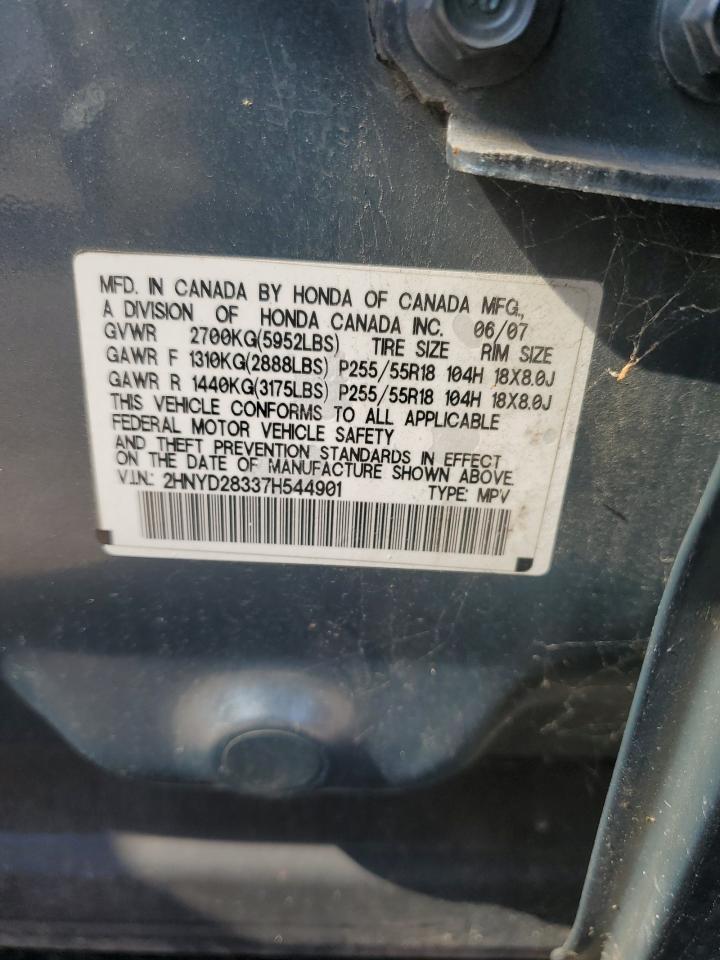 MFD. IN CANADA BY HONDA OF CANADA MFG.,
A DIVISION OF HONDA CANADA INC. 06/07
GVWR 2700KG(5952LBS) TIRE SIZE RIM SIZE
GAWR F 1310KG(2888LBS) P255/55R18 104H 18X8.0J
GAWR R 1440KG(3175LBS) P255/55R18 104H 18X8.0J
THIS VEHICLE CONFORMS TO ALL APPLICABLE
FEDERAL MOTOR VEHICLE SAFETY
AND THEFT PREVENTION STANDARDS IN EFFECT
ON THE DATE OF MANUFACTURE SHOWN ABOVE.
V.I.N.: 2HNYD28337H544901 TYPE: MPV